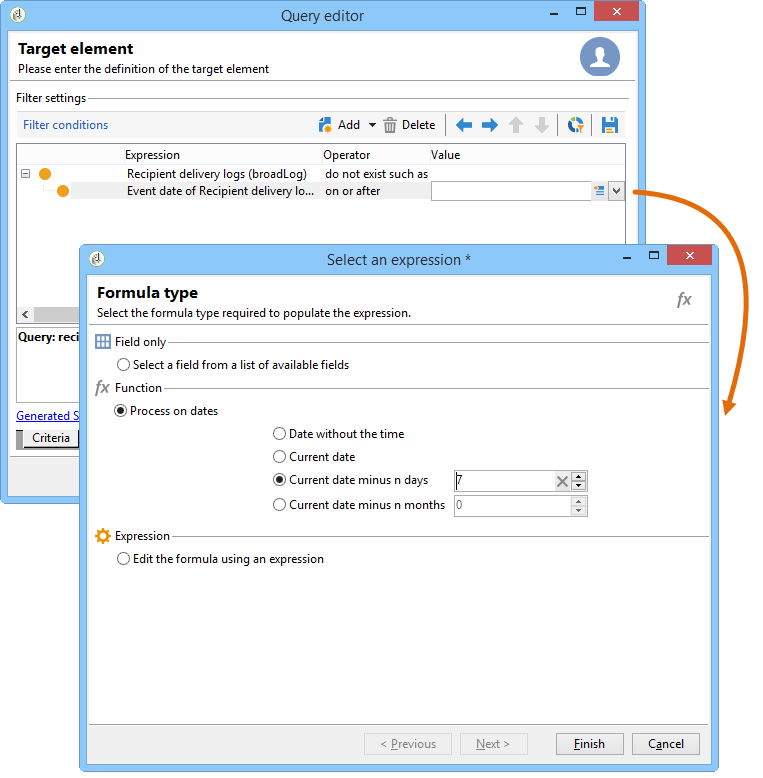 Query editor
Target element
Please enter the definition of the target element
Filter settings
Filter conditions Add Delete
Expression Operator Value
Recipient delivery logs (broadLog) do not exist such as
Event date of Recipient delivery lo... on or after
Query: reci
Generated S
Criteria
Select an expression *
Formula type
Select the formula type required to populate the expression.
fx
Field only
Select a field from a list of available fields
fx Function
Process on dates
Date without the time
Current date
Current date minus n days 7
Current date minus n months 0
Expression
Edit the formula using an expression
< Previous Next > Finish Cancel